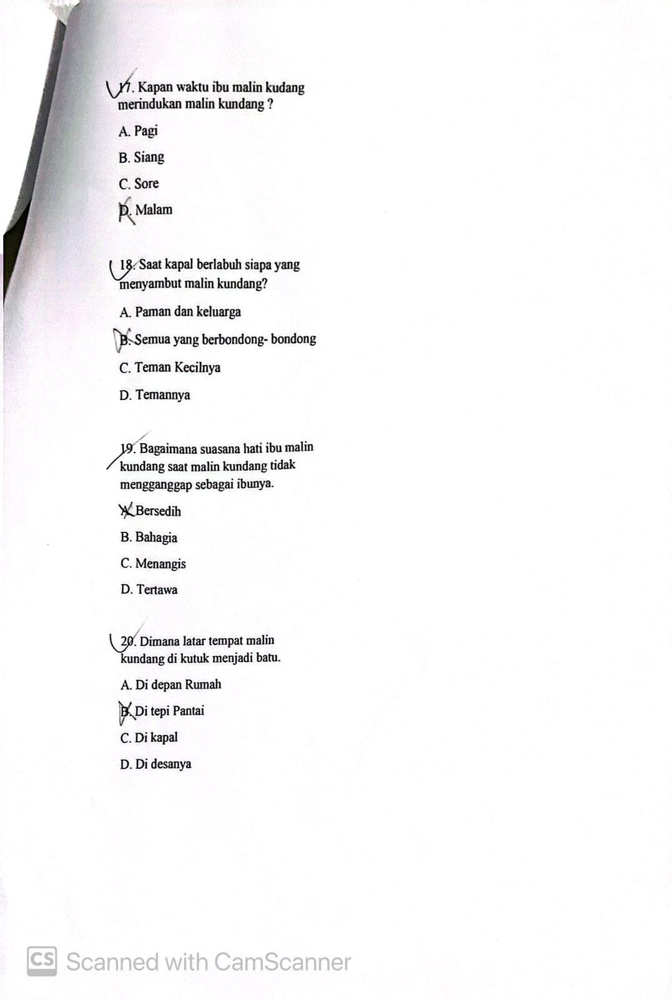 17. Kapan waktu ibu malin kudang
merindukan malin kundang ?
A. Pagi
B. Siang
C. Sore
D. Malam
18. Saat kapal berlabuh siapa yang
menyambut malin kundang?
A. Paman dan keluarga
B. Semua yang berbondong- bondong
C. Teman Kecilnya
D. Temannya
19. Bagaimana suasana hati ibu malin
kundang saat malin kundang tidak
mengganggap sebagai ibunya.
A. Bersedih
B. Bahagia
C. Menangis
D. Tertawa
20. Dimana latar tempat malin
kundang di kutuk menjadi batu.
A. Di depan Rumah
B. Di tepi Pantai
C. Di kapal
D. Di desanya
CS Scanned with CamScanner